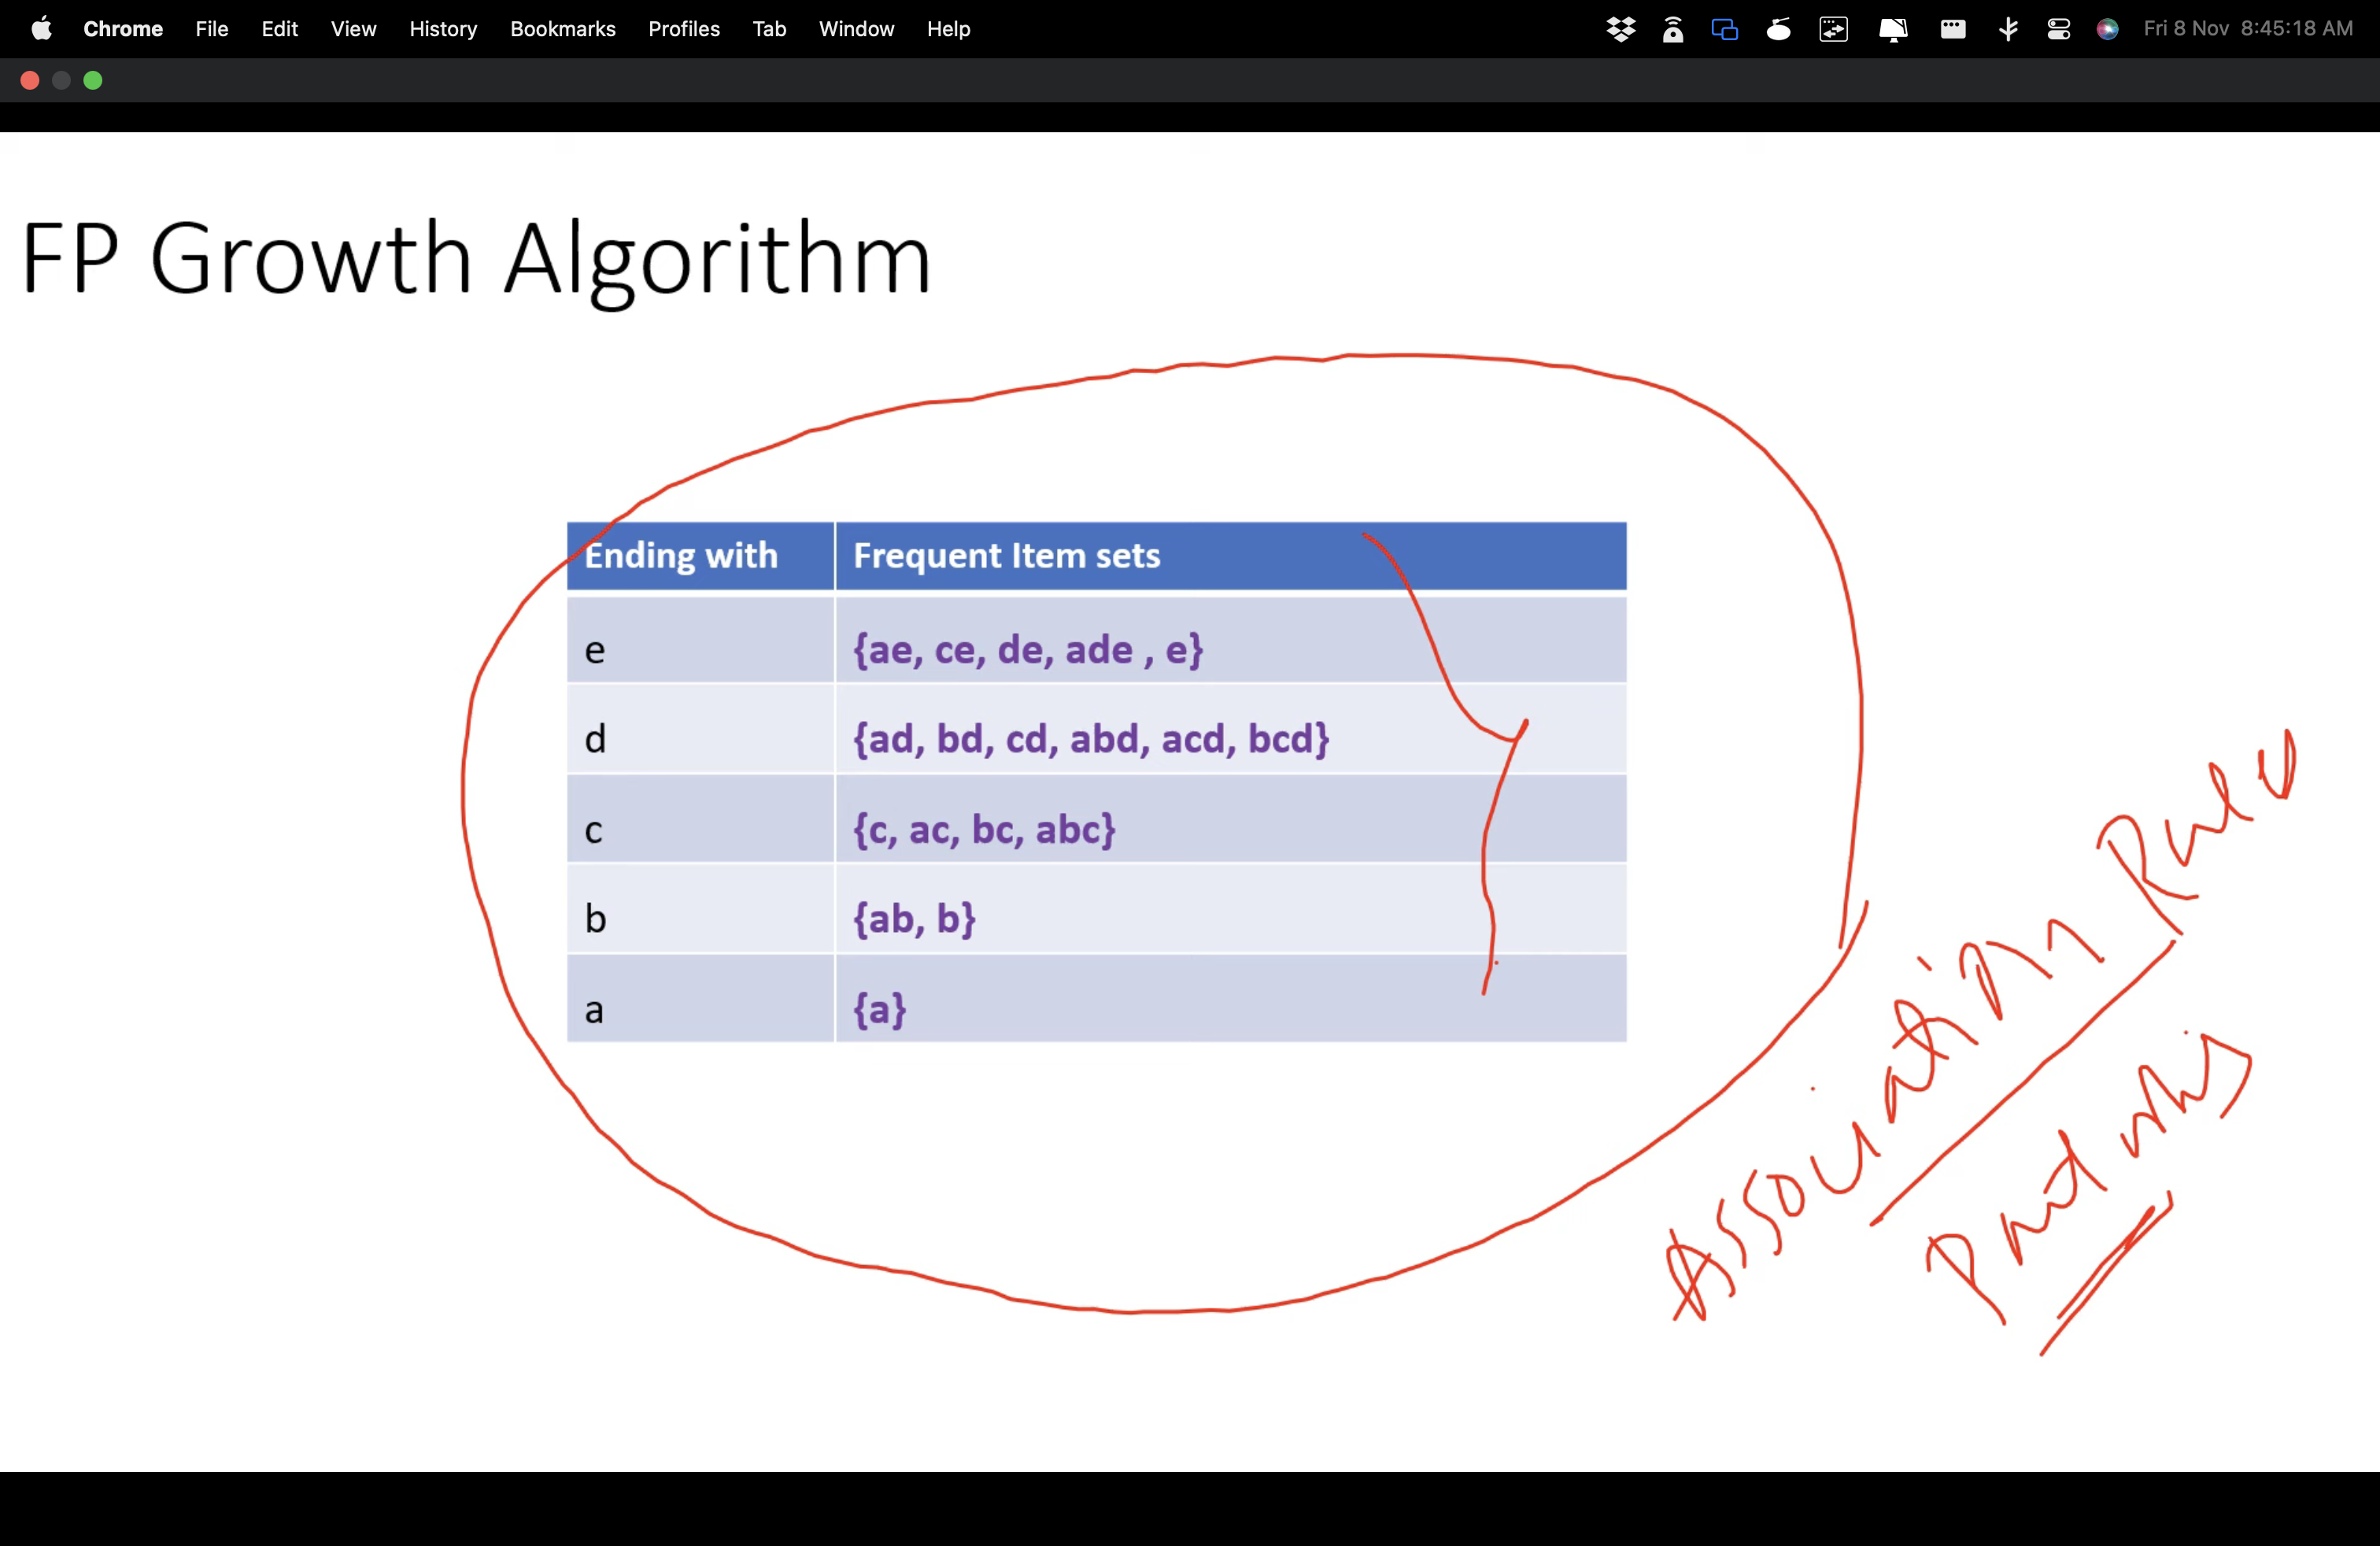 Chrome File Edit View History Bookmarks Profiles Tab Window Help Fri 8 Nov 8:45:18 AM
FP Growth Algorithm
Ending with Frequent Item sets
e {ae, ce, de, ade , e}
d {ad, bd, cd, abd, acd, bcd}
c {c, ac, bc, abc}
b {ab, b}
a {a}
Association Rules